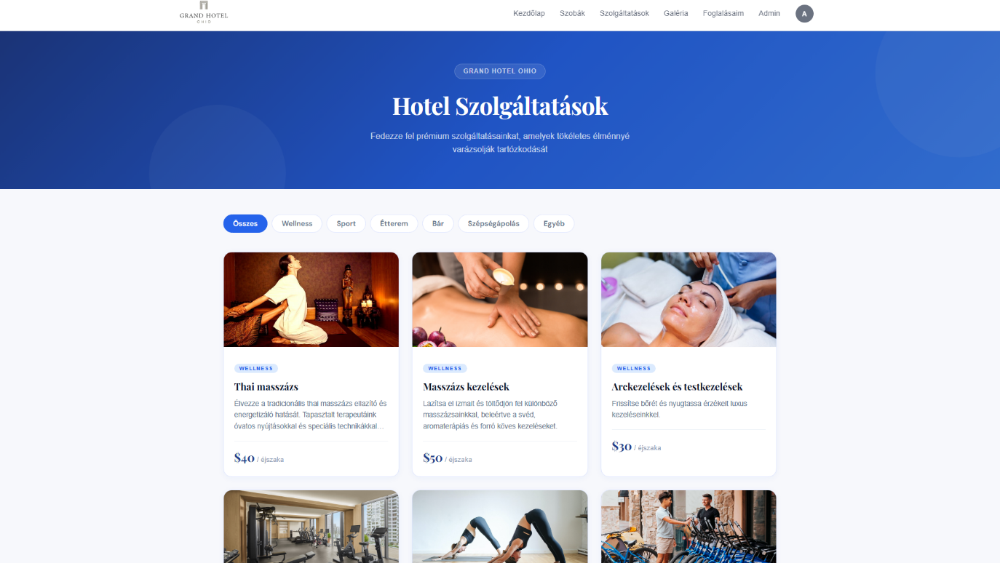 GRAND HOTEL
OHIO
Kezdőlap Szobák Szolgáltatások Galéria Foglalásaim Admin A
GRAND HOTEL OHIO
Hotel Szolgáltatások
Fedezze fel prémium szolgáltatásainkat, amelyek tökéletes élménnyé
varázsolják tartózkodását
Összes Wellness Sport Étterem Bár Szépségápolás Egyéb
WELLNESS
Thai masszázs
Élvezze a tradicionális thai masszázs ellazító és
energetizáló hatását. Tapasztalt terapeutáink
óvatos nyújtásokkal és speciális technikákkal...
$40 / éjszaka
WELLNESS
Masszázs kezelések
Lazítsa el izmait és töltődjön fel különböző
masszázsainkkal, beleértve a svéd,
aromaterápiás és forró köves kezeléseket.
$50 / éjszaka
WELLNESS
Arckezelések és testkezelések
Frissítse bőrét és nyugtassa érzékeit luxus
kezeléseinkkel.
$30 / éjszaka